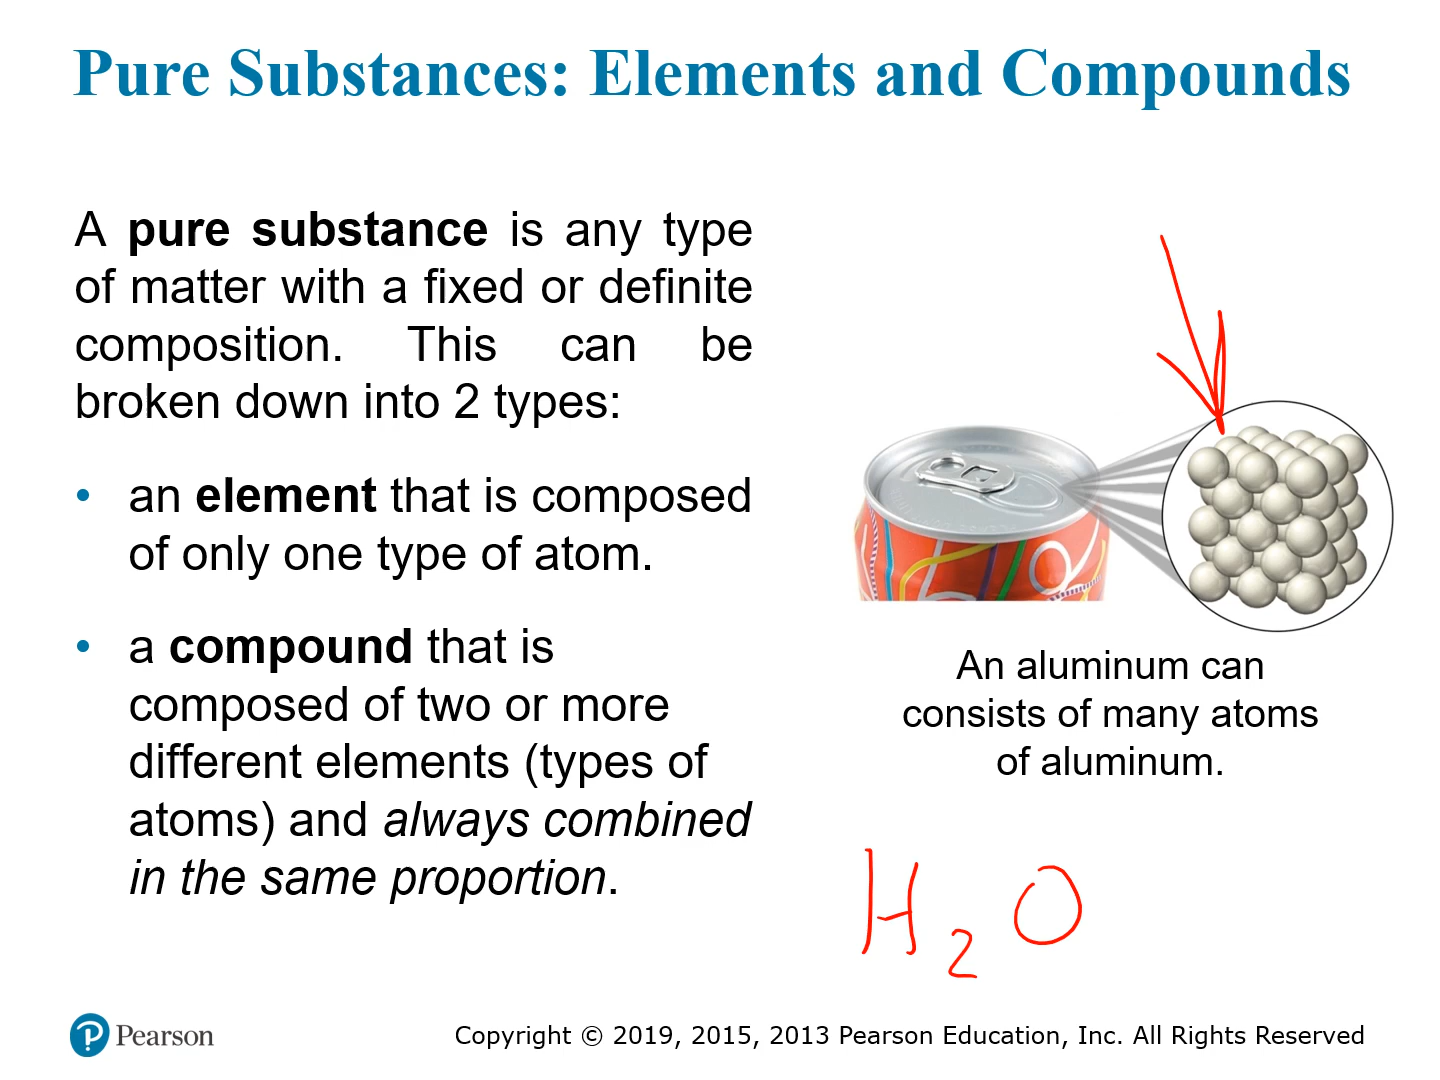 Pure Substances: Elements and Compounds
A pure substance is any type
of matter with a fixed or definite
composition. This can be
broken down into 2 types:
• an element that is composed
of only one type of atom.
• a compound that is
composed of two or more
different elements (types of
atoms) and always combined
in the same proportion.
An aluminum can
consists of many atoms
of aluminum.
H₂O
Pearson
Copyright © 2019, 2015, 2013 Pearson Education, Inc. All Rights Reserved